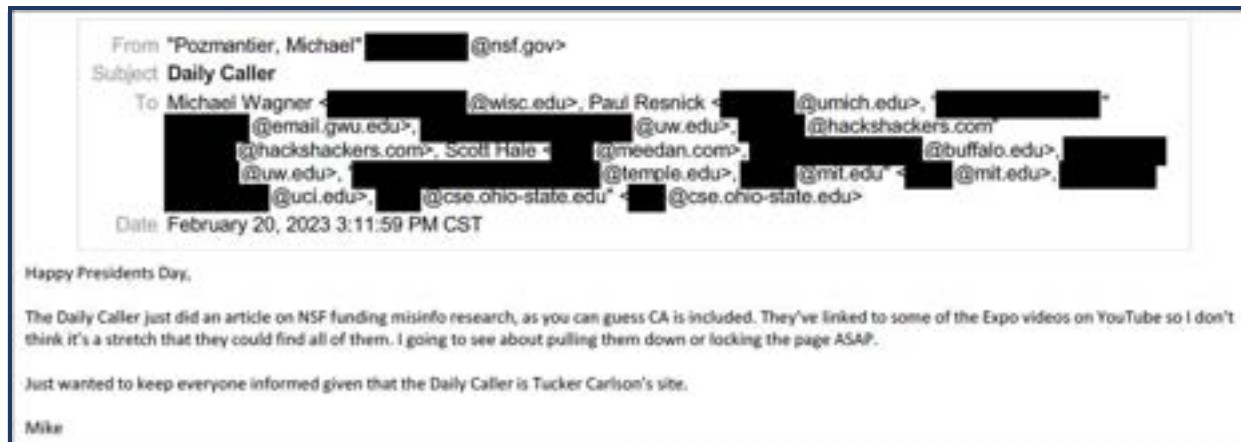 From "Pozmantier, Michael" @nsf.gov>
Subject Daily Caller
To Michael Wagner < @wisc.edu>, Paul Resnick < @umich.edu>, " "
@email.gwu.edu>, @uw.edu>, @hackshackers.com"
@hackshackers.com>, Scott Hale < @meedan.com>, @buffalo.edu>,
@uw.edu>, " @temple.edu>, @mit.edu" < @mit.edu>,
@uci.edu>, @cse.ohio-state.edu" < @cse.ohio-state.edu>
Date February 20, 2023 3:11:59 PM CST
Happy Presidents Day,
The Daily Caller just did an article on NSF funding misinfo research, as you can guess CA is included. They've linked to some of the Expo videos on YouTube so I don't
think it's a stretch that they could find all of them. I going to see about pulling them down or locking the page ASAP.
Just wanted to keep everyone informed given that the Daily Caller is Tucker Carlson's site.
Mike